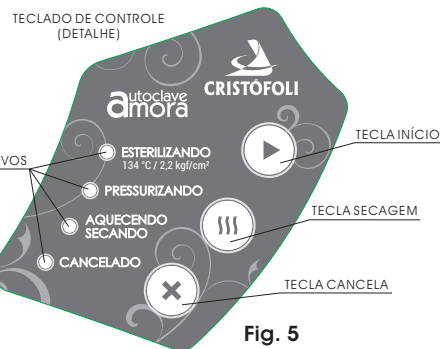 TECLADO DE CONTROLE
(DETALHE)
CRISTÓFOLI
autoclave
amora
ESTERILIZANDO
134 °C / 2,2 kgf/cm²
TECLA INÍCIO
VOS
PRESSURIZANDO
AQUECENDO
SECANDO
TECLA SECAGEM
CANCELADO
TECLA CANCELA
Fig. 5